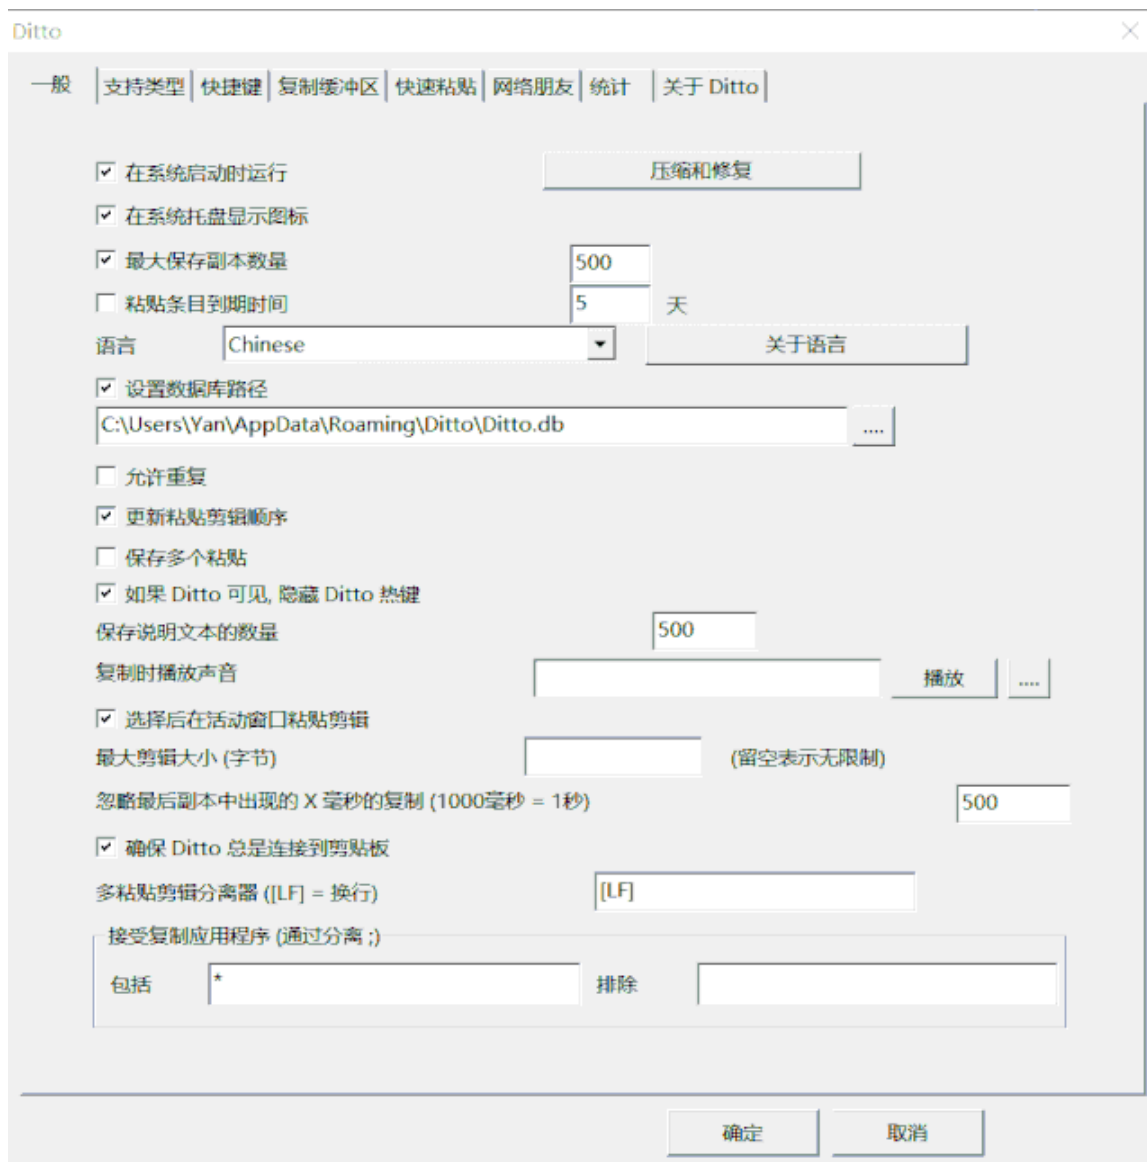 Ditto
一般 支持类型 快捷键 复制缓冲区 快速粘贴 网络朋友 统计 关于 Ditto
在系统启动时运行 压缩和修复
在系统托盘显示图标
最大保存副本数量 500
粘贴条目到期时间 5 天
语言 Chinese 关于语言
设置数据库路径
C:\Users\Yan\AppData\Roaming\Ditto\Ditto.db ....
允许重复
更新粘贴剪辑顺序
保存多个粘贴
如果 Ditto 可见, 隐藏 Ditto 热键
保存说明文本的数量 500
复制时播放声音 播放 ....
选择后在活动窗口粘贴剪辑
最大剪辑大小 (字节) (留空表示无限制)
忽略最后副本中出现的 X 毫秒的复制 (1000毫秒 = 1秒) 500
确保 Ditto 总是连接到剪贴板
多粘贴剪辑分离器 ([LF] = 换行) [LF]
接受复制应用程序 (通过分离 ;)
包括 * 排除
确定 取消